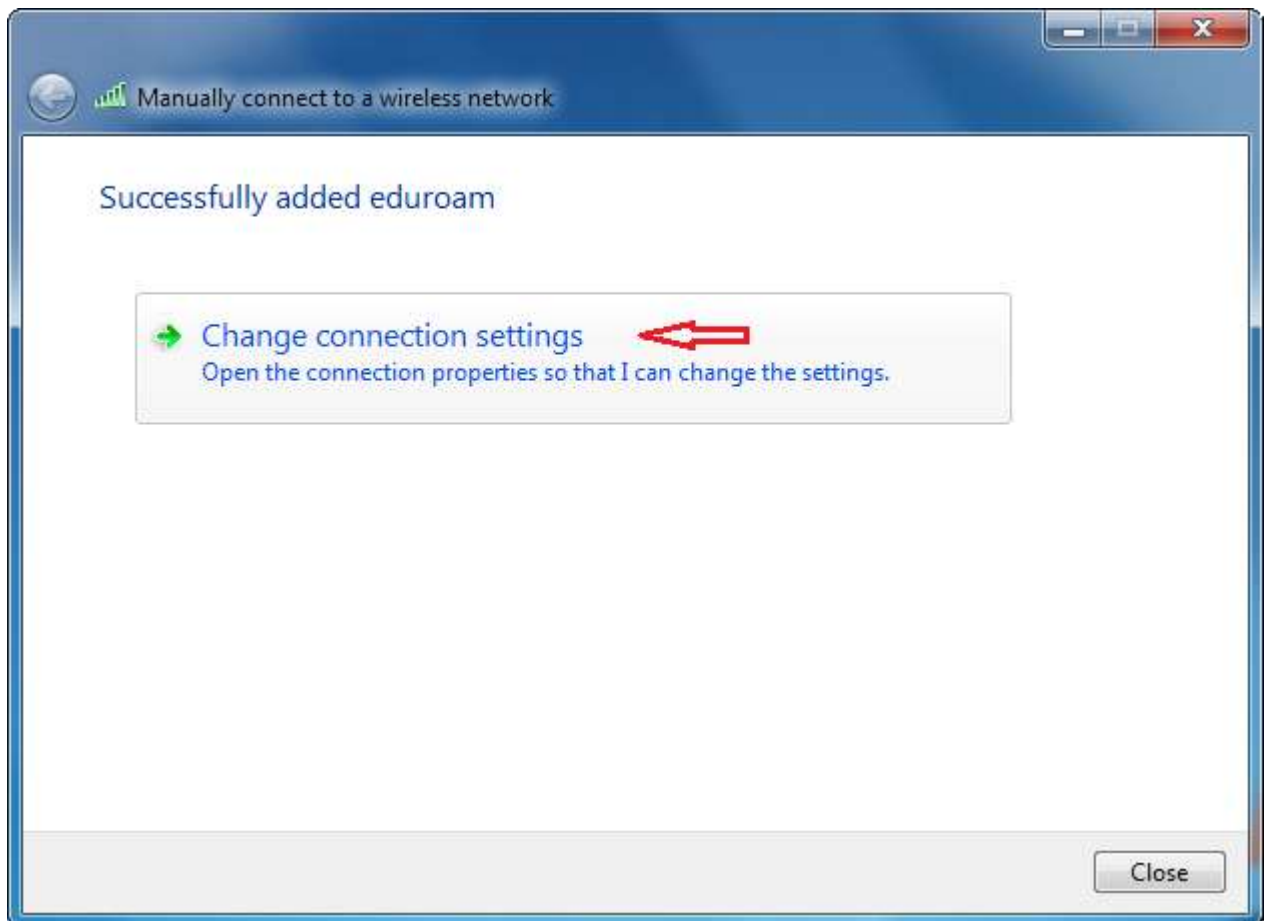 Manually connect to a wireless network
Successfully added eduroam
Change connection settings
Open the connection properties so that I can change the settings.
Close